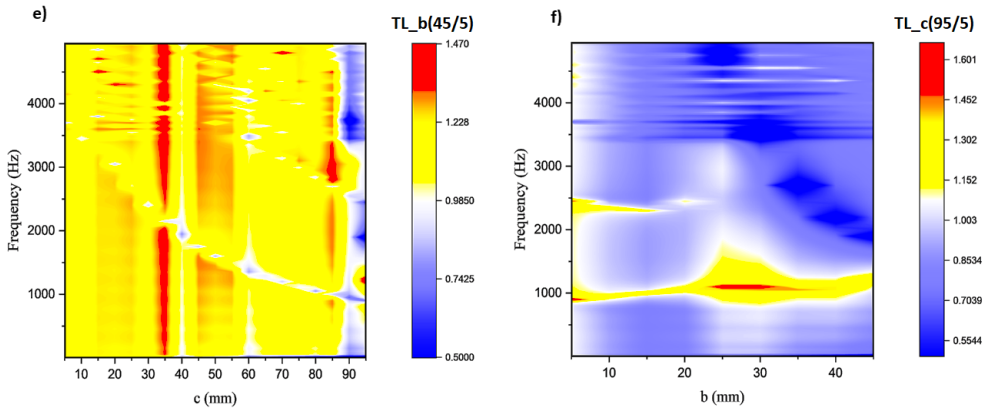 e)
TL_b(45/5)
f)
TL_c(95/5)
Frequency (Hz)
4000
3000
2000
1000
10 20 30 40 50 60 70 80 90
c (mm)
1.470
1.228
0.9850
0.7425
0.5000
Frequency (Hz)
4000
3000
2000
1000
0
10 20 30 40
b (mm)
1.601
1.452
1.302
1.152
1.003
0.8534
0.7039
0.5544